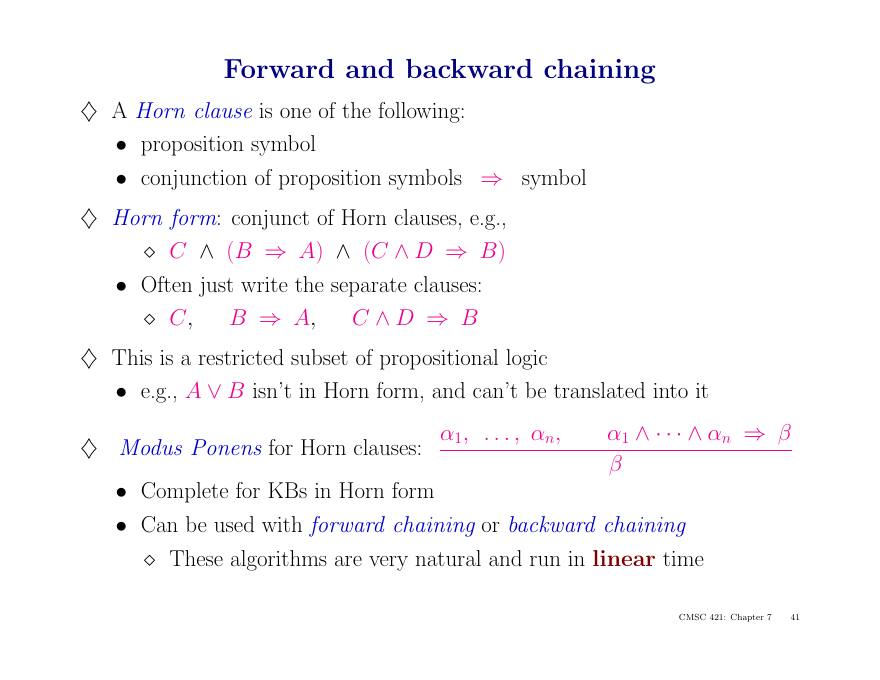 Forward and backward chaining
♢ A Horn clause is one of the following:
• proposition symbol
• conjunction of proposition symbols ⇒ symbol
♢ Horn form: conjunct of Horn clauses, e.g.,
⋄ C ∧ (B ⇒ A) ∧ (C ∧ D ⇒ B)
• Often just write the separate clauses:
⋄ C, B ⇒ A, C ∧ D ⇒ B
♢ This is a restricted subset of propositional logic
• e.g., A ∨ B isn't in Horn form, and can't be translated into it
♢ Modus Ponens for Horn clauses: α₁, ..., αₙ, α₁ ∧ ··· ∧ αₙ ⇒ β
β
• Complete for KBs in Horn form
• Can be used with forward chaining or backward chaining
⋄ These algorithms are very natural and run in linear time
CMSC 421: Chapter 7 41